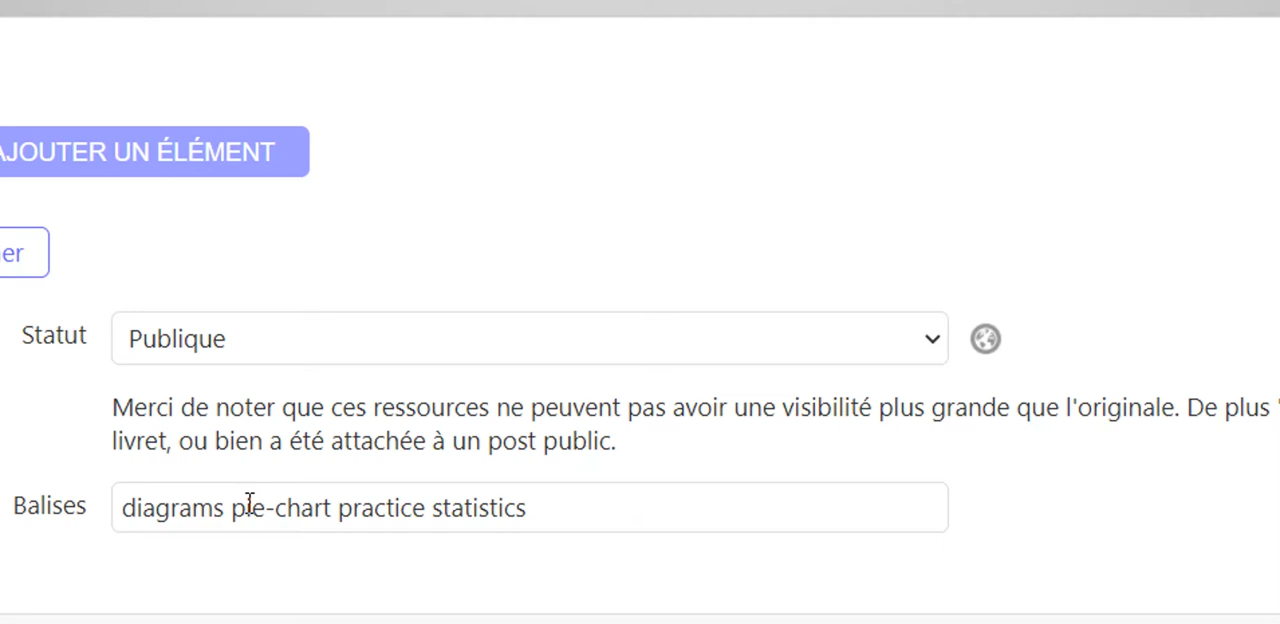 AJOUTER UN ÉLÉMENT
er
Statut
Publique
Merci de noter que ces ressources ne peuvent pas avoir une visibilité plus grande que l'originale. De plus "
livret, ou bien a été attachée à un post public.
Balises
diagrams pie-chart practice statistics